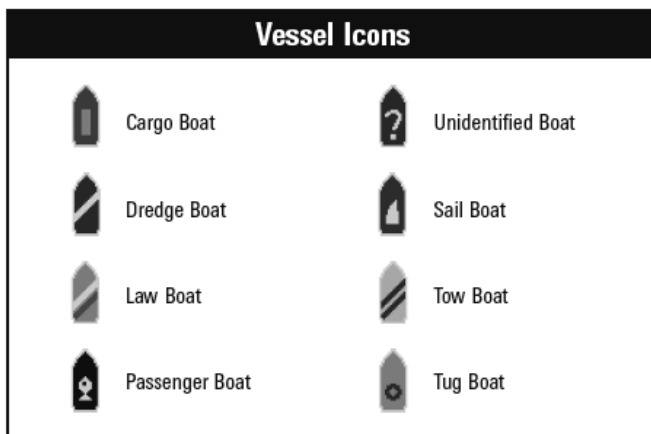 Vessel Icons
Cargo Boat
?
Unidentified Boat
Dredge Boat
Sail Boat
Law Boat
Tow Boat
Passenger Boat
Tug Boat